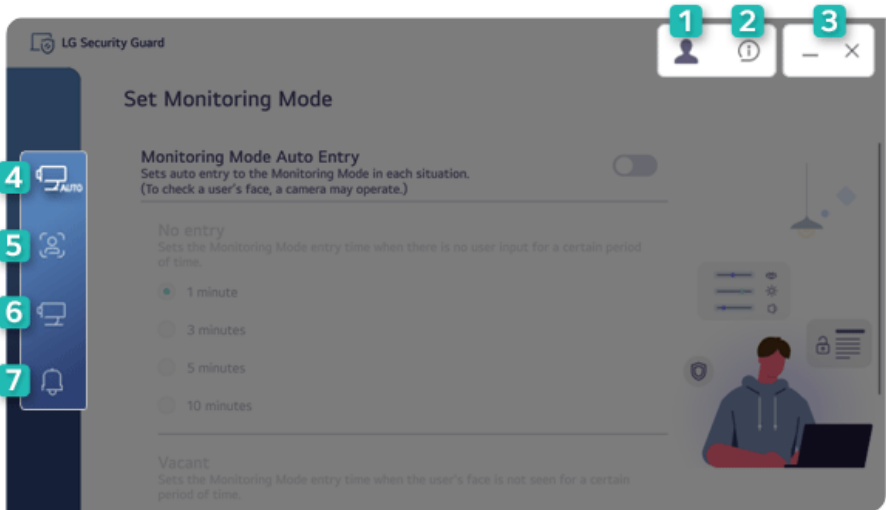 1 2 3
LG Security Guard
Set Monitoring Mode
Monitoring Mode Auto Entry
Sets auto entry to the Monitoring Mode in each situation.
(To check a user's face, a camera may operate.)
4 AUTO
No entry
Sets the Monitoring Mode entry time when there is no user input for a certain period
of time.
5
1 minute
6
3 minutes
5 minutes
7
10 minutes
Vacant
Sets the Monitoring Mode entry time when the user's face is not seen for a certain
period of time.